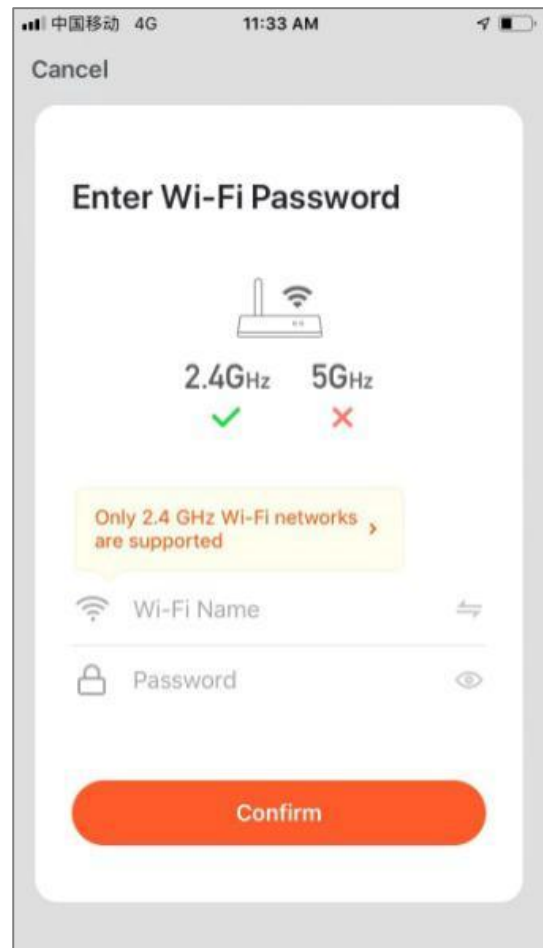 中国移动 4G 11:33 AM
Cancel
Enter Wi-Fi Password
2.4GHz 5GHz
Only 2.4 GHz Wi-Fi networks
are supported
Wi-Fi Name
Password
Confirm